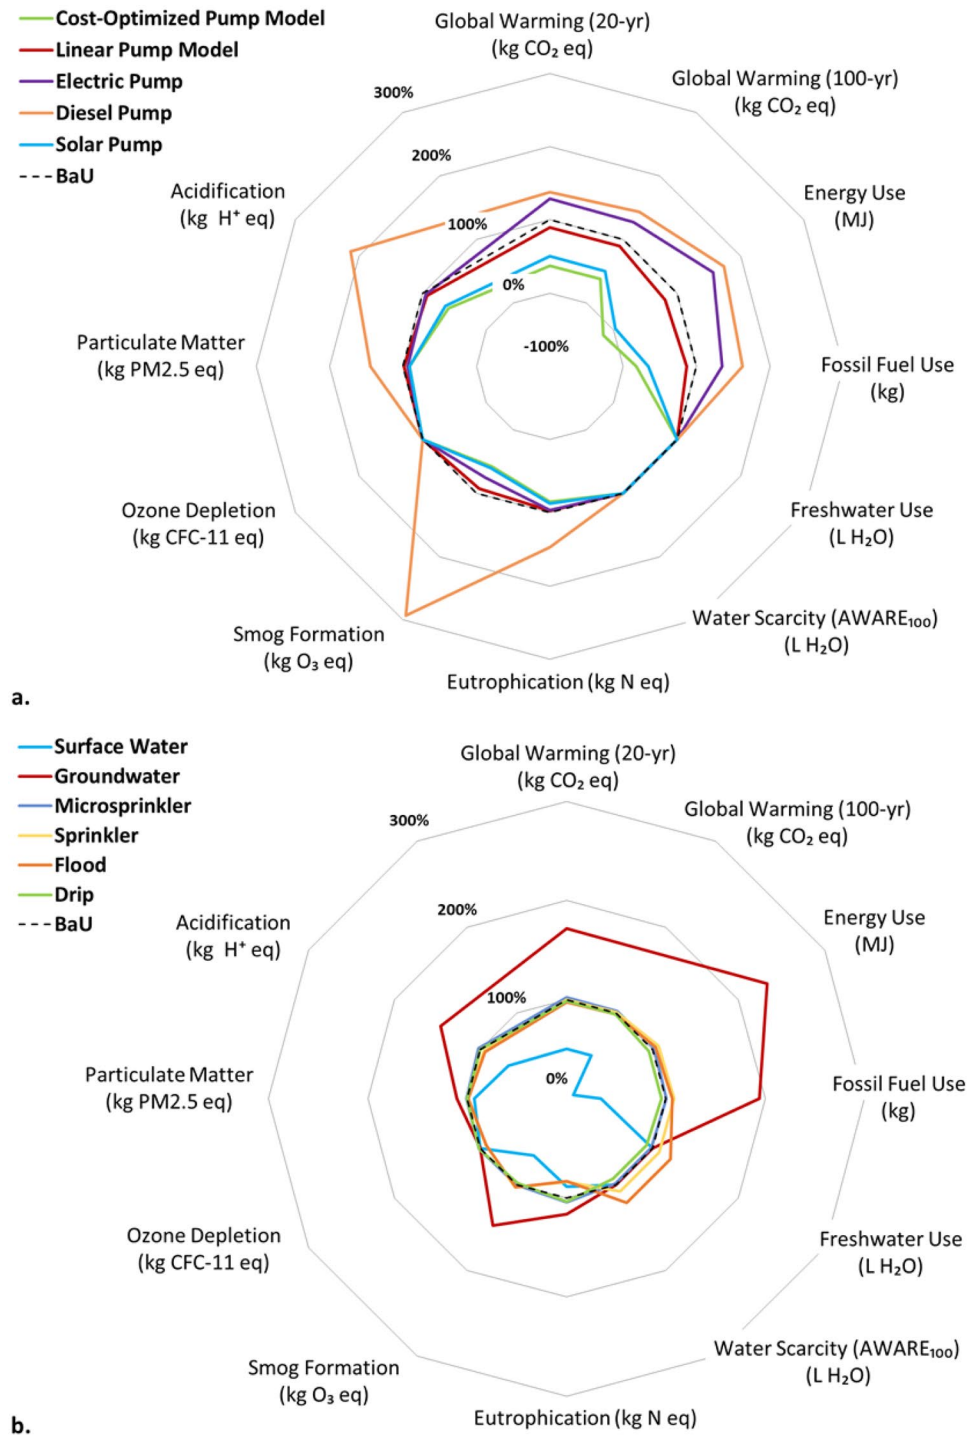 Cost-Optimized Pump Model
Linear Pump Model
Electric Pump
Diesel Pump
Solar Pump
BaU
Global Warming (20-yr)
(kg CO₂ eq)
Global Warming (100-yr)
(kg CO₂ eq)
Energy Use
(MJ)
Fossil Fuel Use
(kg)
Freshwater Use
(L H₂O)
Water Scarcity (AWARE₁₀₀)
(L H₂O)
Eutrophication (kg N eq)
Smog Formation
(kg O₃ eq)
Ozone Depletion
(kg CFC-11 eq)
Particulate Matter
(kg PM2.5 eq)
Acidification
(kg H⁺ eq)
300%
200%
100%
0%
-100%
a.
Surface Water
Groundwater
Microsprinkler
Sprinkler
Flood
Drip
BaU
Global Warming (20-yr)
(kg CO₂ eq)
Global Warming (100-yr)
(kg CO₂ eq)
Energy Use
(MJ)
Fossil Fuel Use
(kg)
Freshwater Use
(L H₂O)
Water Scarcity (AWARE₁₀₀)
(L H₂O)
Eutrophication (kg N eq)
Smog Formation
(kg O₃ eq)
Ozone Depletion
(kg CFC-11 eq)
Particulate Matter
(kg PM2.5 eq)
Acidification
(kg H⁺ eq)
300%
200%
100%
0%
b.